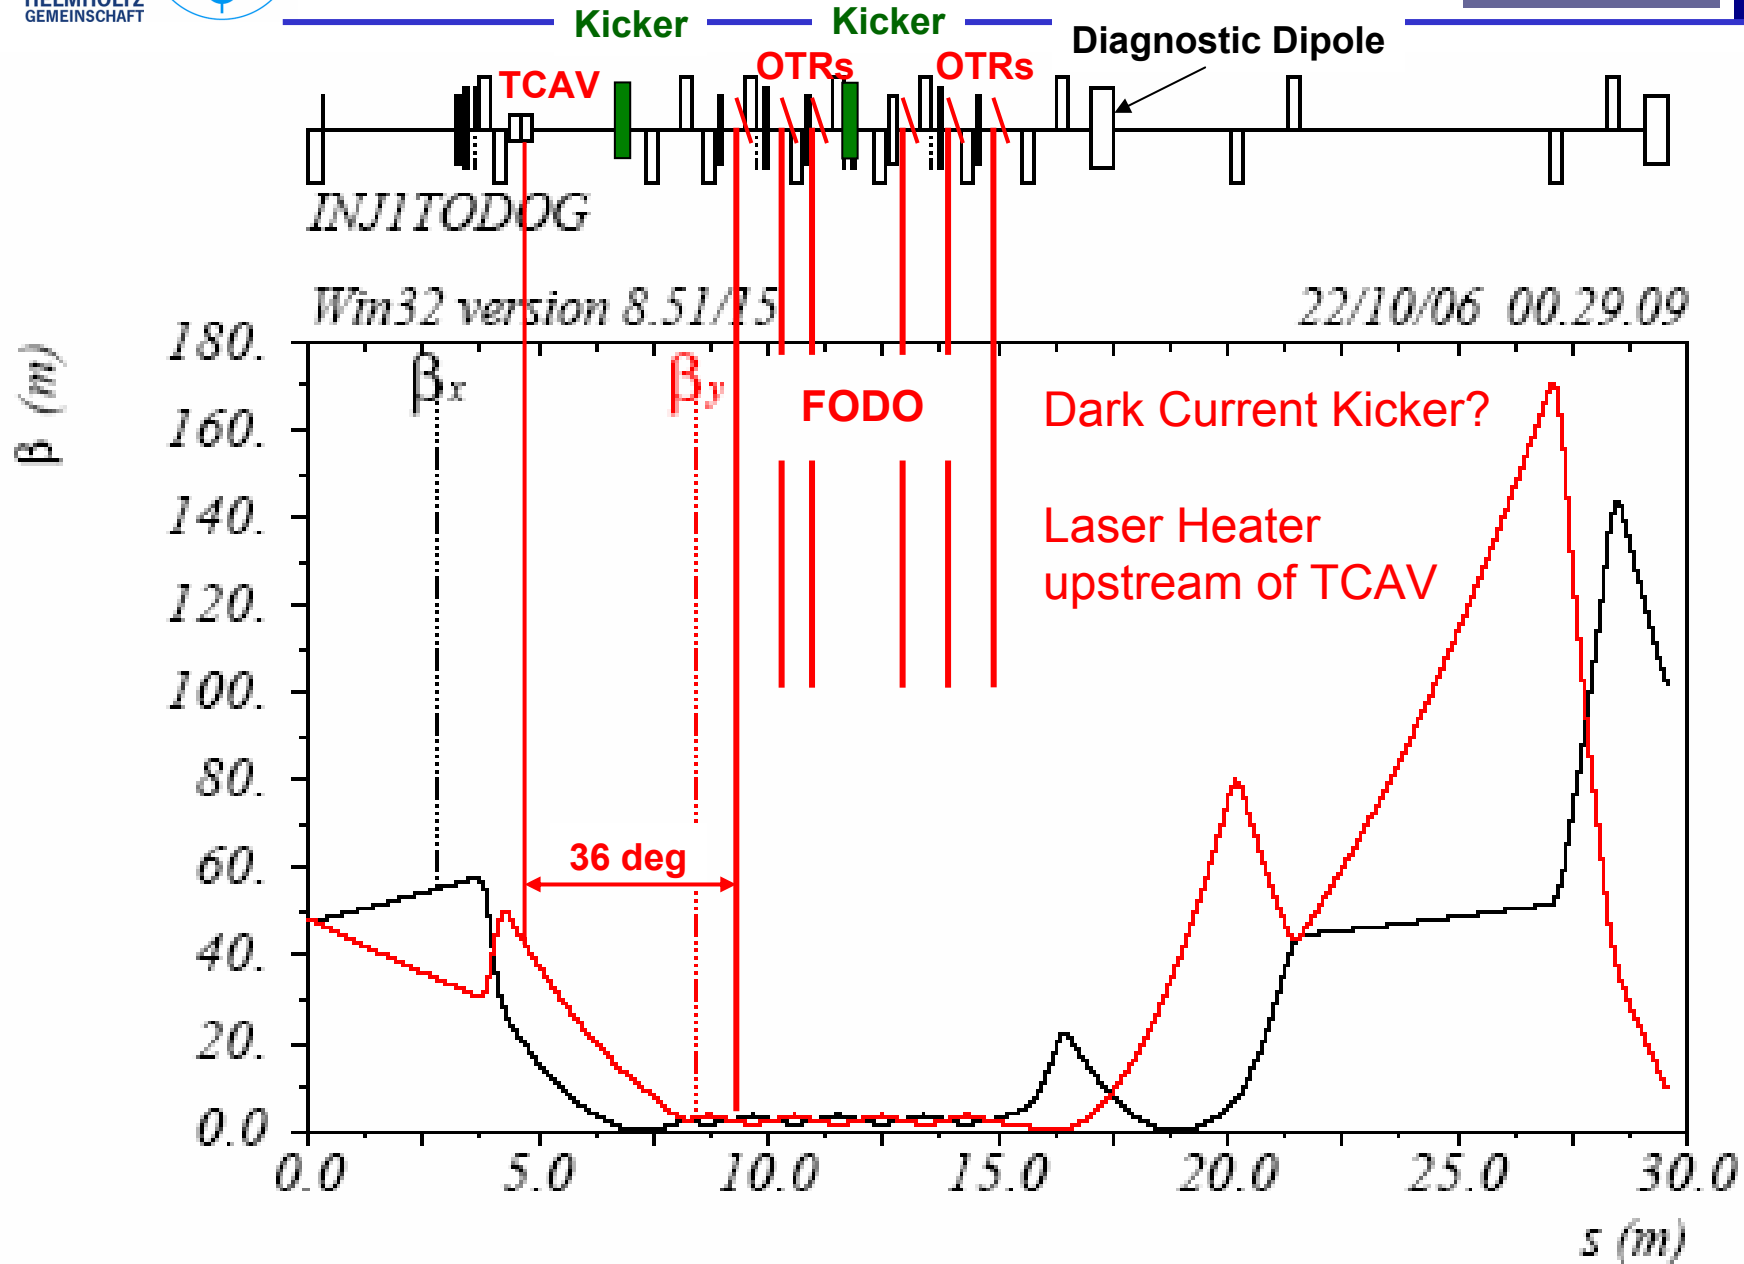 HELMHOLTZ
GEMEINSCHAFT
Kicker
Kicker
Diagnostic Dipole
TCAV
OTRs
OTRs
INJ1TODOG
Win32 version 8.51/15
22/10/06 00.29.09
β (m)
180.
160.
140.
120.
100.
80.
60.
40.
20.
0.0
βx
βy
FODO
Dark Current Kicker?
Laser Heater
upstream of TCAV
36 deg
0.0
5.0
10.0
15.0
20.0
25.0
30.0
s (m)